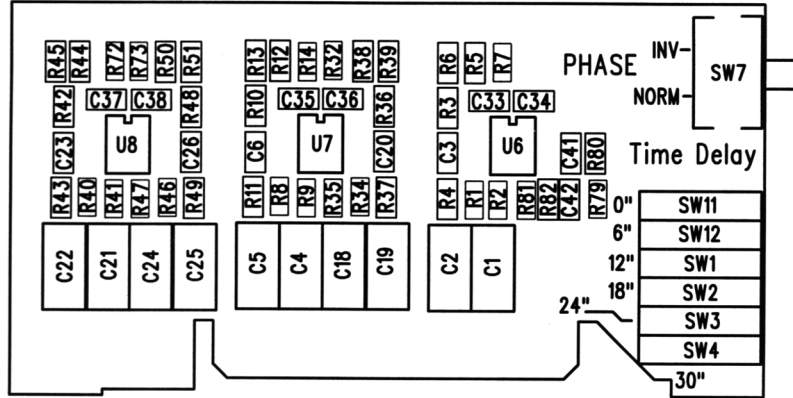 R45 R44 R72 R73 R50 R51 R13 R12 R14 R32 R38 R39 R6 R5 R7 PHASE INV NORM SW7
R42 C37 C38 R48 R10 C35 C36 R36 R3 C33 C34
C23 U8 C26 C6 U7 C20 C3 U6 C41 R80
Time Delay
R43 R40 R41 R47 R46 R49 R11 R8 R9 R35 R34 R37 R4 R1 R2 R81 R82 C42 R79
C22 C21 C24 C25 C5 C4 C18 C19 C2 C1
0" SW11
6" SW12
12" SW1
18" SW2
24" SW3
SW4
30"